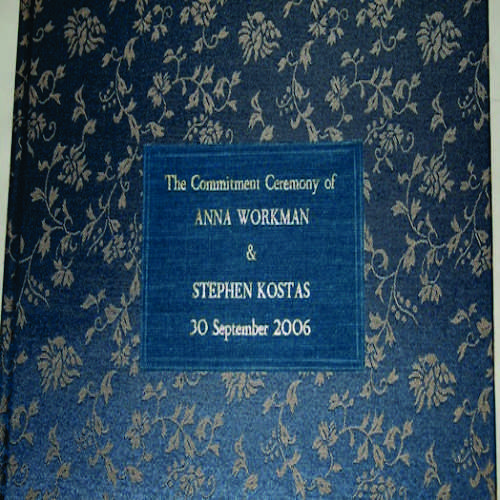 The Commitment Ceremony of
ANNA WORKMAN
&
STEPHEN KOSTAS
30 September 2006